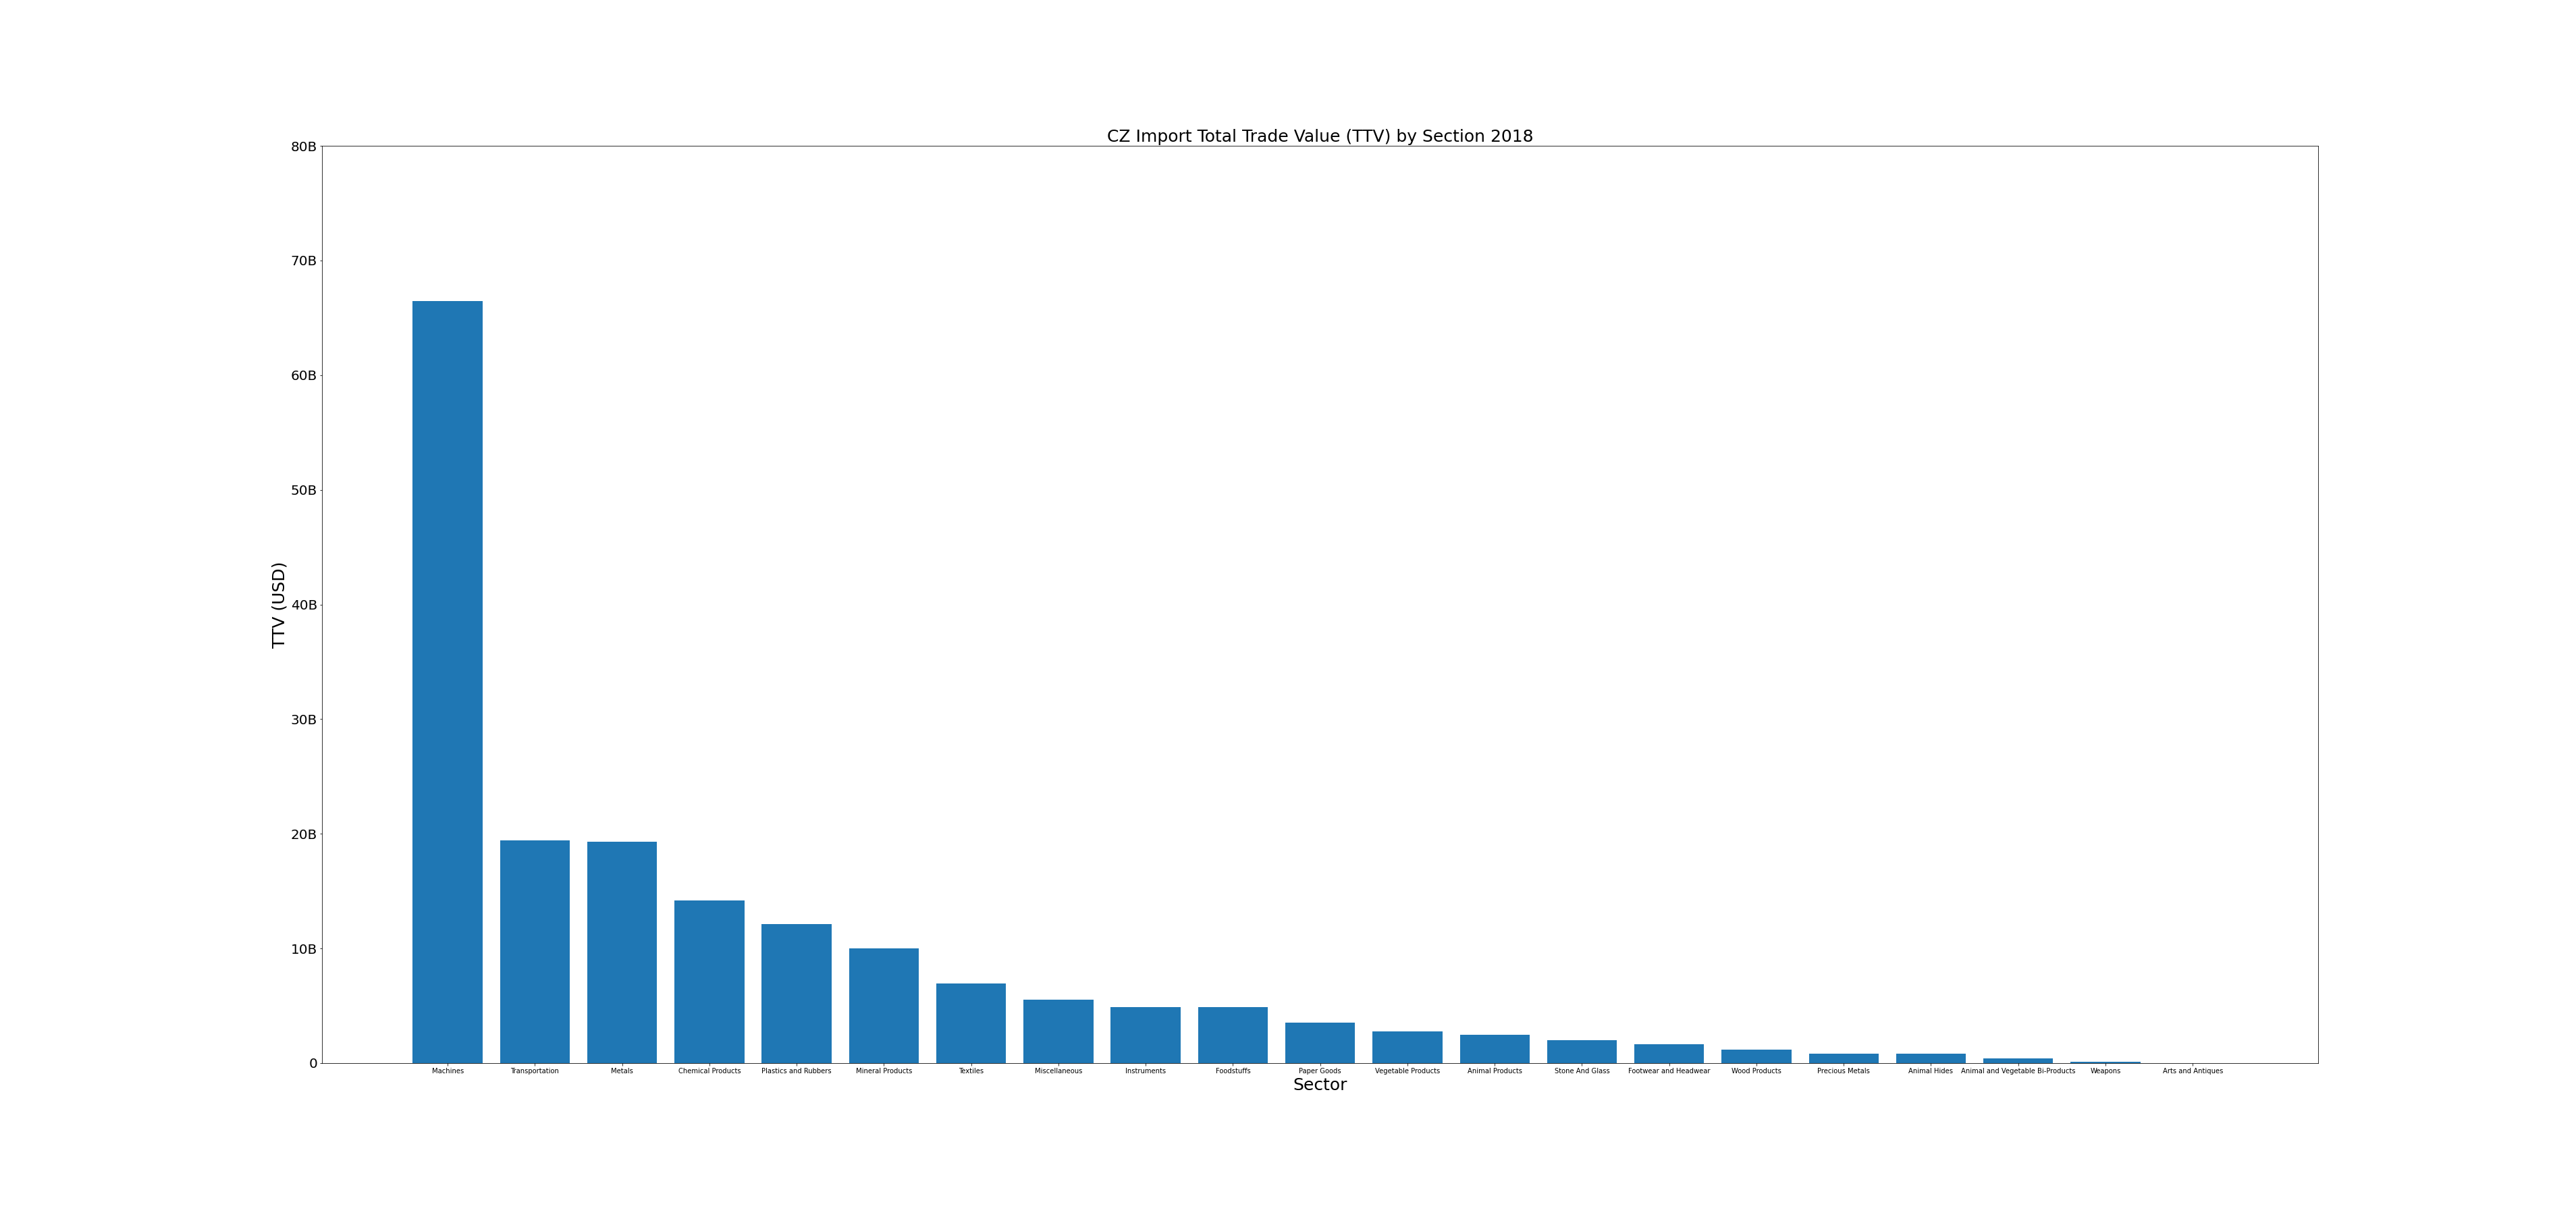 CZ Import Total Trade Value (TTV) by Section 2018
80B
70B
60B
50B
40B
30B
20B
10B
0
TTV (USD)
Machines
Transportation
Metals
Chemical Products
Plastics and Rubbers
Mineral Products
Textiles
Miscellaneous
Instruments
Foodstuffs
Paper Goods
Vegetable Products
Animal Products
Stone And Glass
Footwear and Headwear
Wood Products
Precious Metals
Animal Hides
Animal and Vegetable Bi-Products
Weapons
Arts and Antiques
Sector